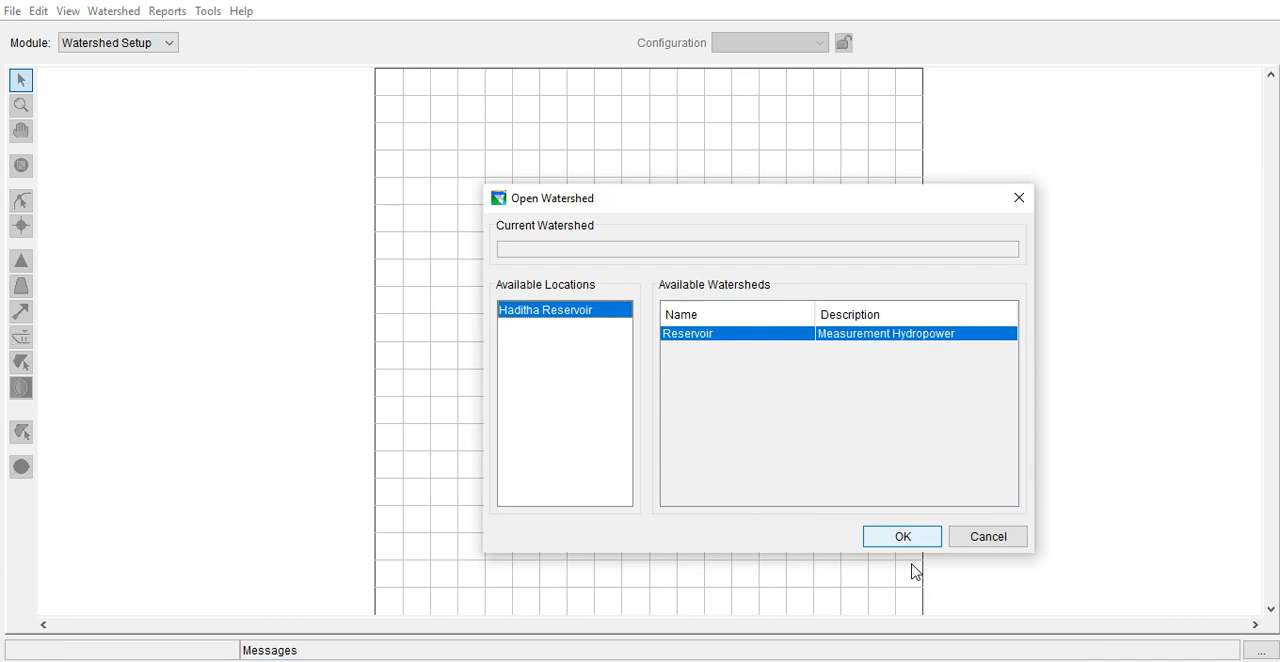 File Edit View Watershed Reports Tools Help
Module: Watershed Setup
Configuration
Open Watershed
Current Watershed
Available Locations
Haditha Reservoir
Available Watersheds
Name Description
Reservoir Measurement Hydropower
OK Cancel
Messages
...